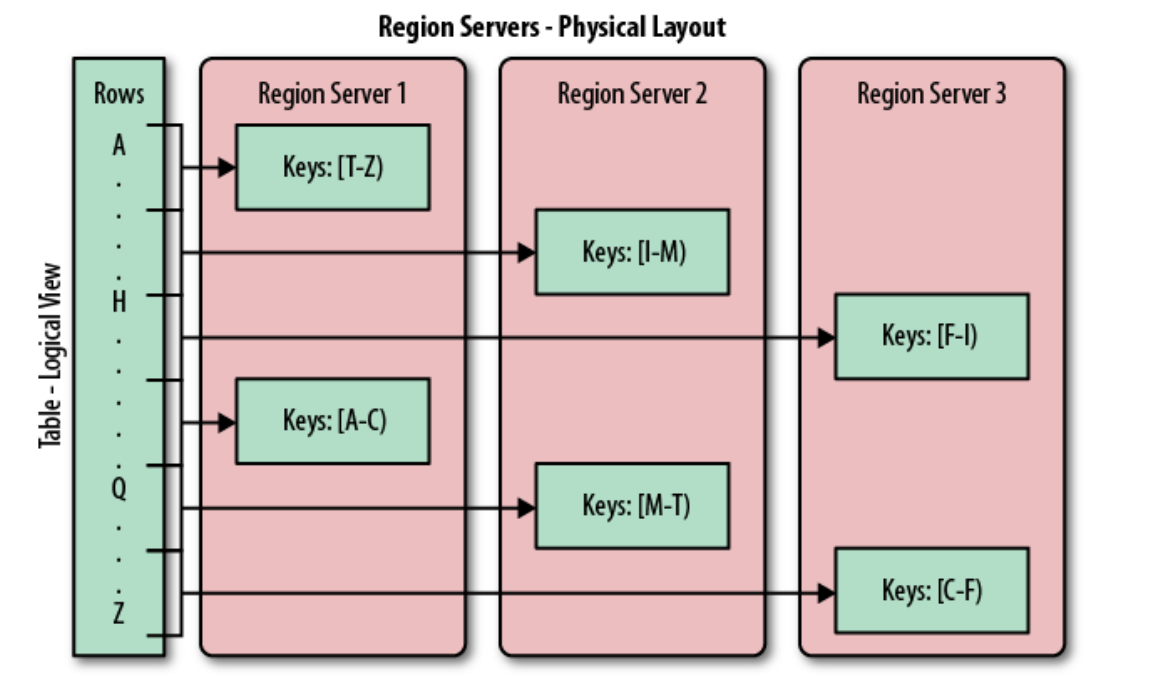 Region Servers - Physical Layout
Table - Logical View
Rows
A
.
.
.
.
H
.
.
.
.
.
Q
.
.
.
Z
Region Server 1
Keys: [T-Z)
Keys: [A-C)
Region Server 2
Keys: [I-M)
Keys: [M-T)
Region Server 3
Keys: [F-I)
Keys: [C-F)